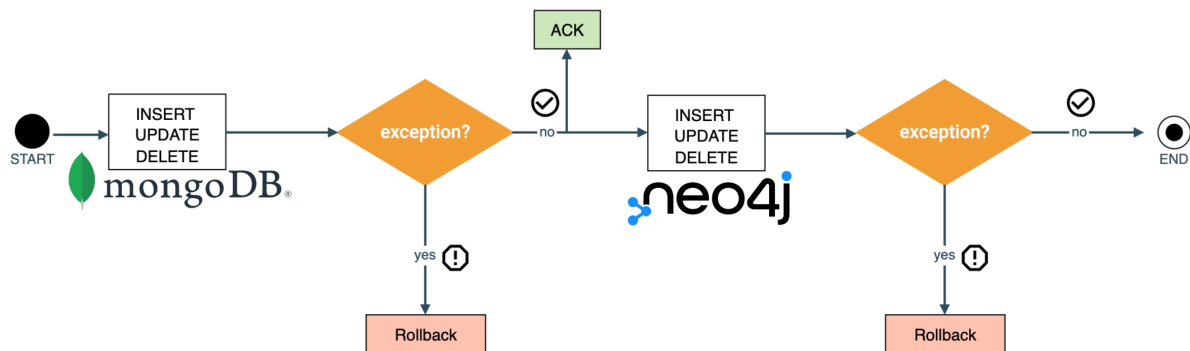 ACK
START
INSERT
UPDATE
DELETE
mongoDB®
exception?
no
yes
Rollback
INSERT
UPDATE
DELETE
neo4j
exception?
no
yes
Rollback
END